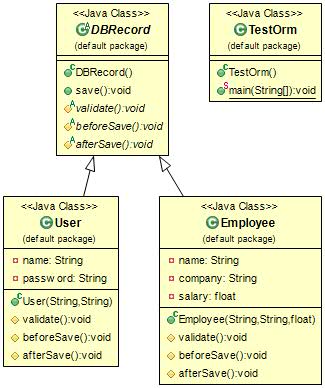 <<Java Class>>
DBRecord
(default package)
DBRecord()
save():void
validate():void
beforeSave():void
afterSave():void
<<Java Class>>
TestOrm
(default package)
TestOrm()
main(String[]):void
<<Java Class>>
User
(default package)
name: String
password: String
User(String,String)
validate():void
beforeSave():void
afterSave():void
<<Java Class>>
Employee
(default package)
name: String
company: String
salary: float
Employee(String,String,float)
validate():void
beforeSave():void
afterSave():void